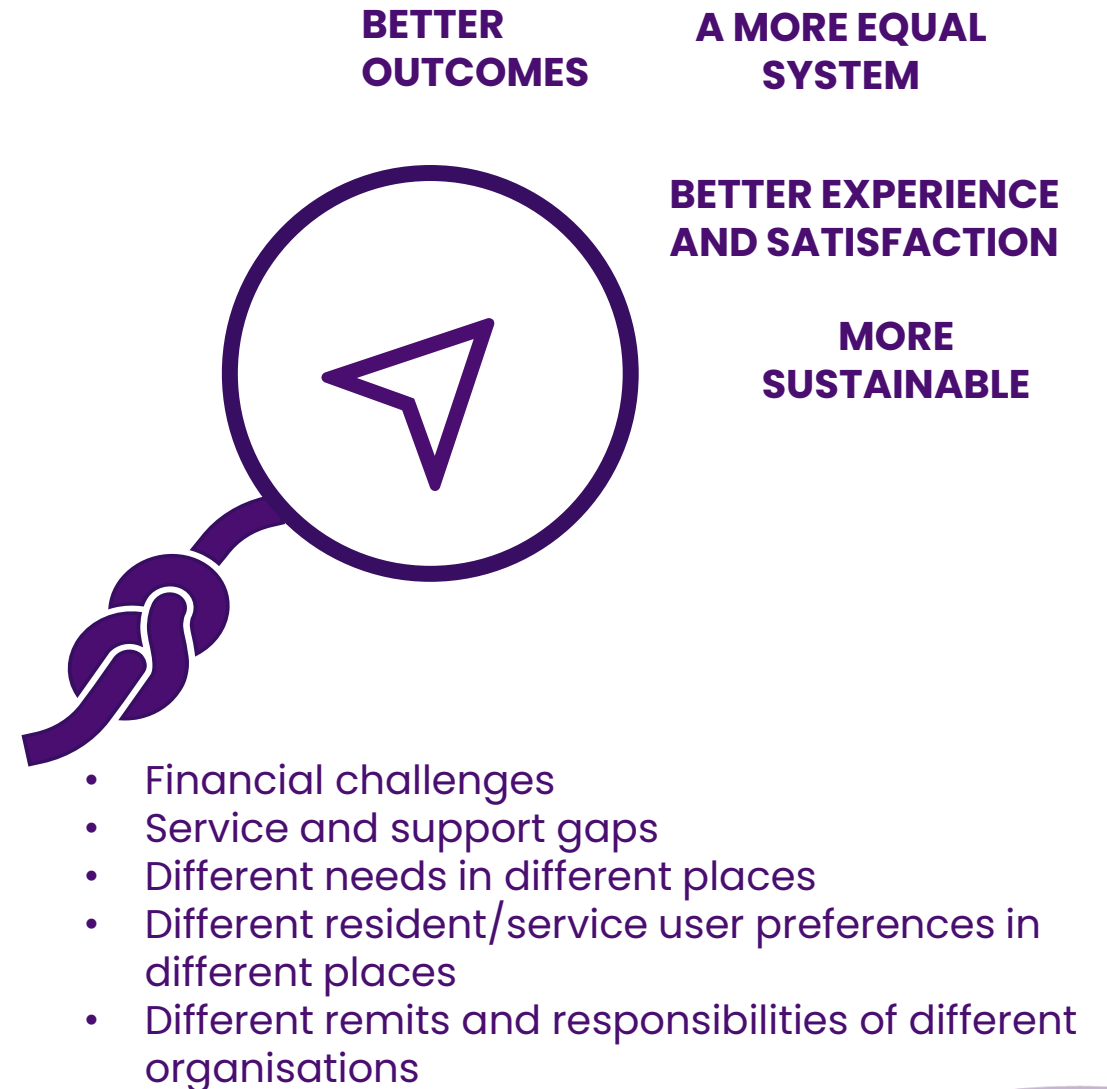 BETTER
OUTCOMES
A MORE EQUAL
SYSTEM
BETTER EXPERIENCE
AND SATISFACTION
MORE
SUSTAINABLE
• Financial challenges
• Service and support gaps
• Different needs in different places
• Different resident/service user preferences in
different places
• Different remits and responsibilities of different
organisations